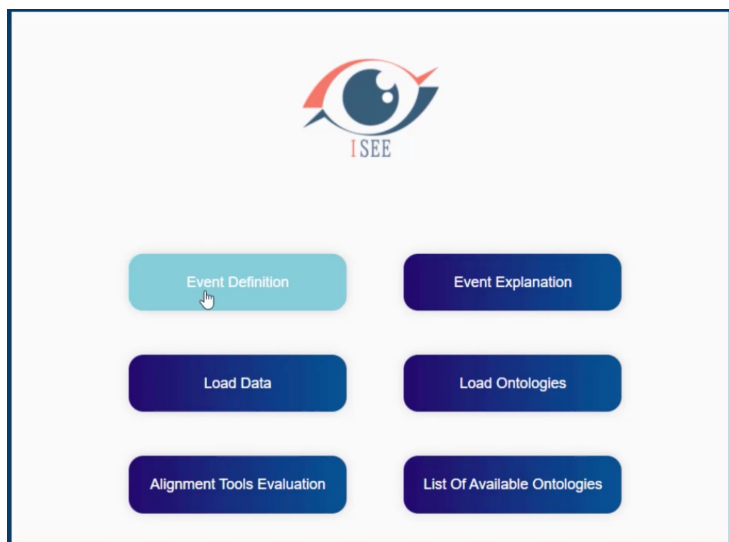 I SEE
Event Definition
Event Explanation
Load Data
Load Ontologies
Alignment Tools Evaluation
List Of Available Ontologies